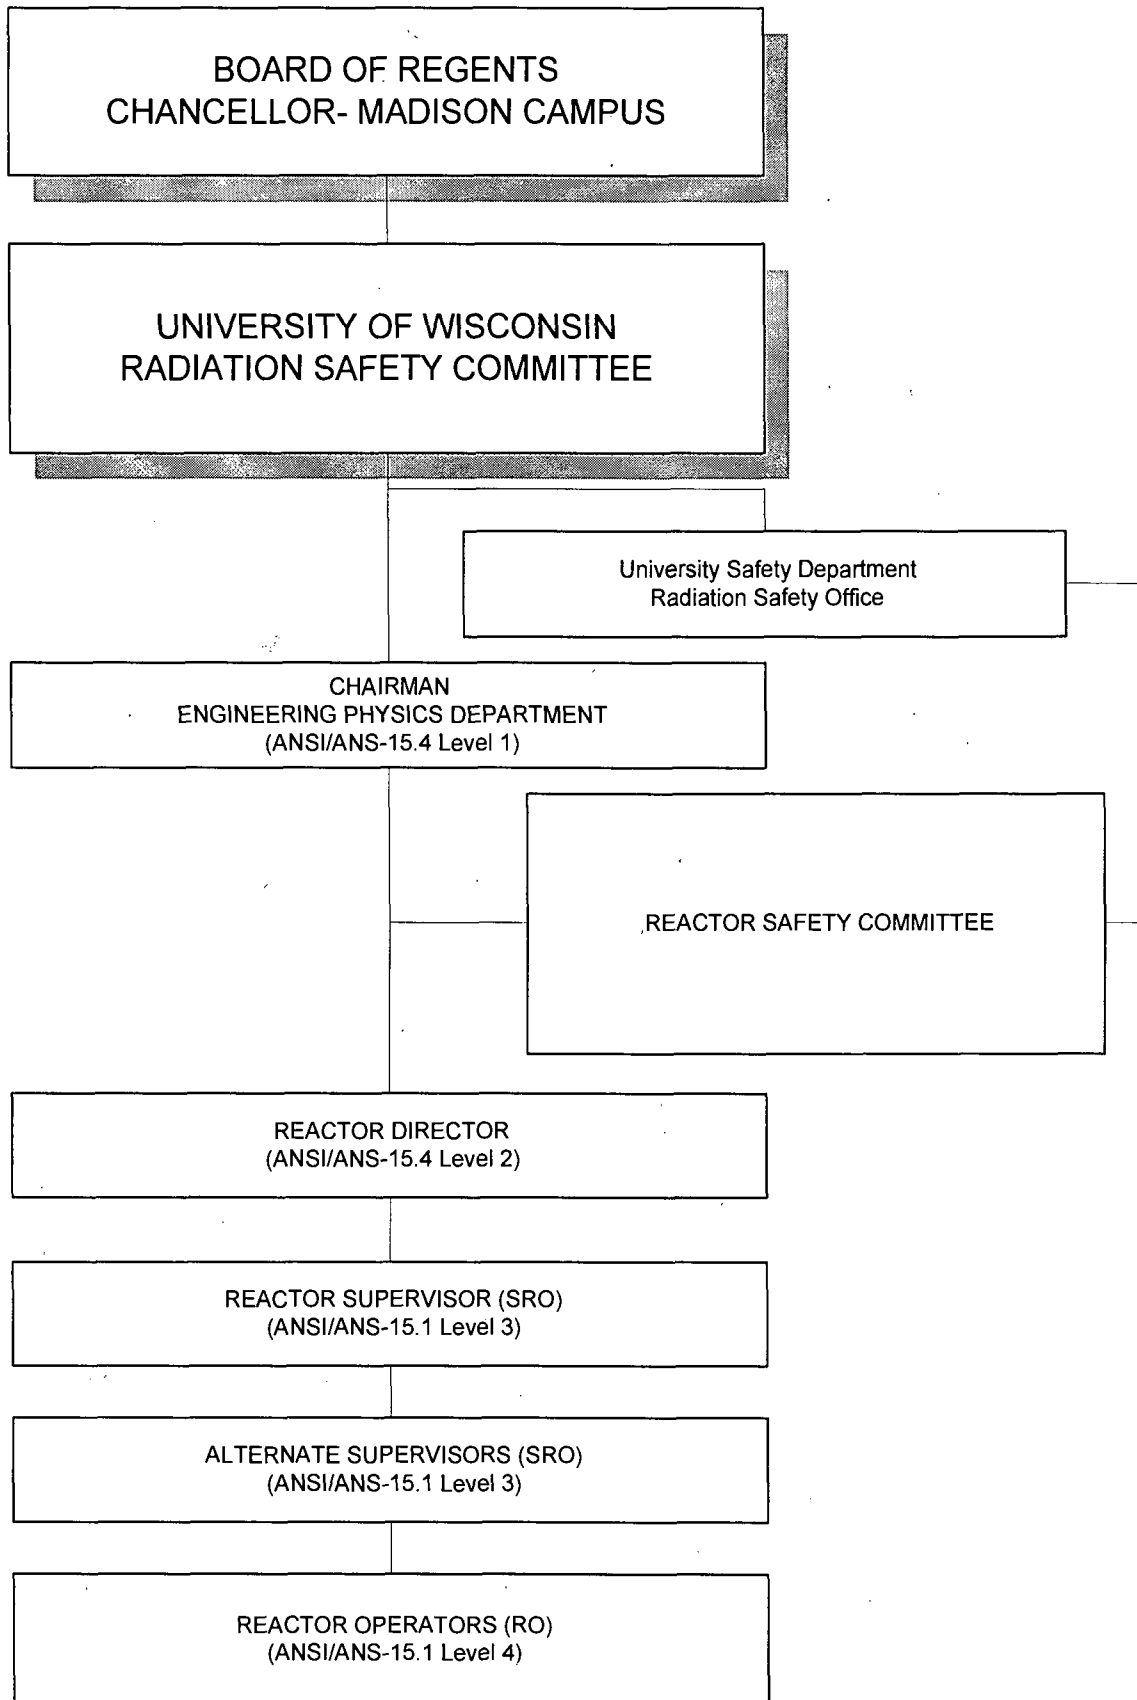 BOARD OF REGENTS
CHANCELLOR- MADISON CAMPUS
UNIVERSITY OF WISCONSIN
RADIATION SAFETY COMMITTEE
University Safety Department
Radiation Safety Office
CHAIRMAN
ENGINEERING PHYSICS DEPARTMENT
(ANSI/ANS-15.4 Level 1)
REACTOR SAFETY COMMITTEE
REACTOR DIRECTOR
(ANSI/ANS-15.4 Level 2)
REACTOR SUPERVISOR (SRO)
(ANSI/ANS-15.1 Level 3)
ALTERNATE SUPERVISORS (SRO)
(ANSI/ANS-15.1 Level 3)
REACTOR OPERATORS (RO)
(ANSI/ANS-15.1 Level 4)